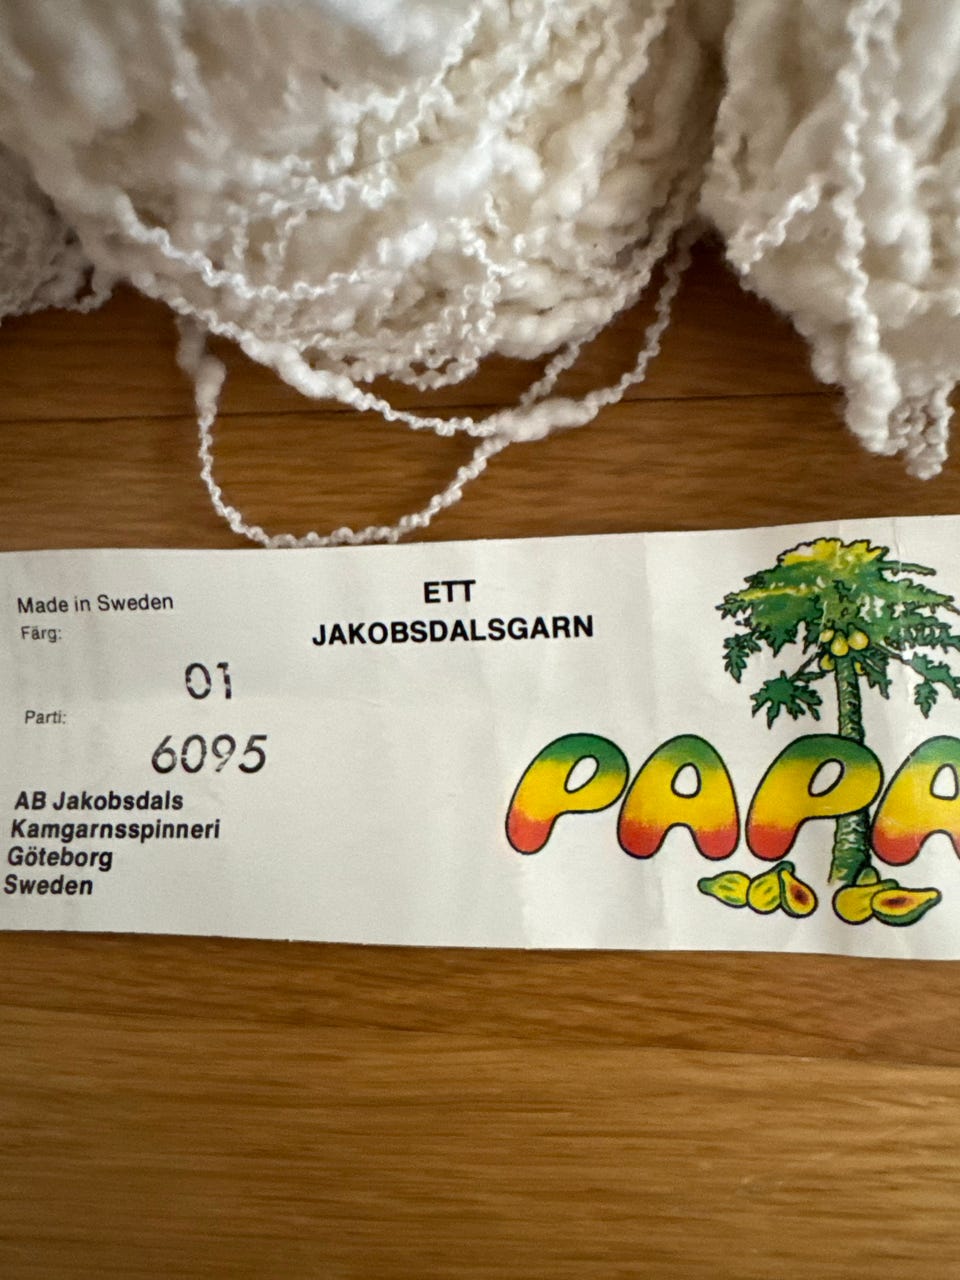 Made in Sweden
Färg:
01
Parti:
6095
AB Jakobsdals
Kamgarnsspinneri
Göteborg
Sweden
ETT
JAKOBSDALSGARN
PAPA